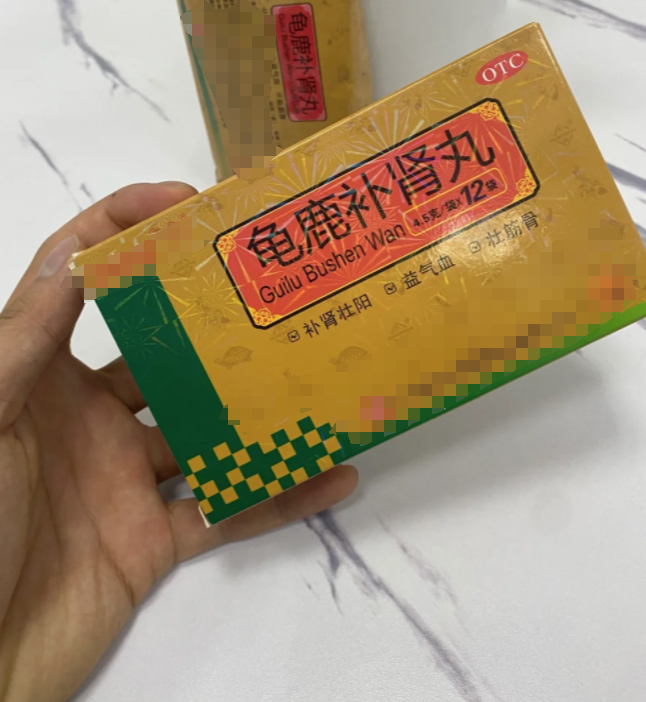 龟鹿补肾丸
OTC
龟鹿补肾丸
Guilu Bushen Wan
4.5克/袋×12袋
补肾壮阳 益气血 壮筋骨